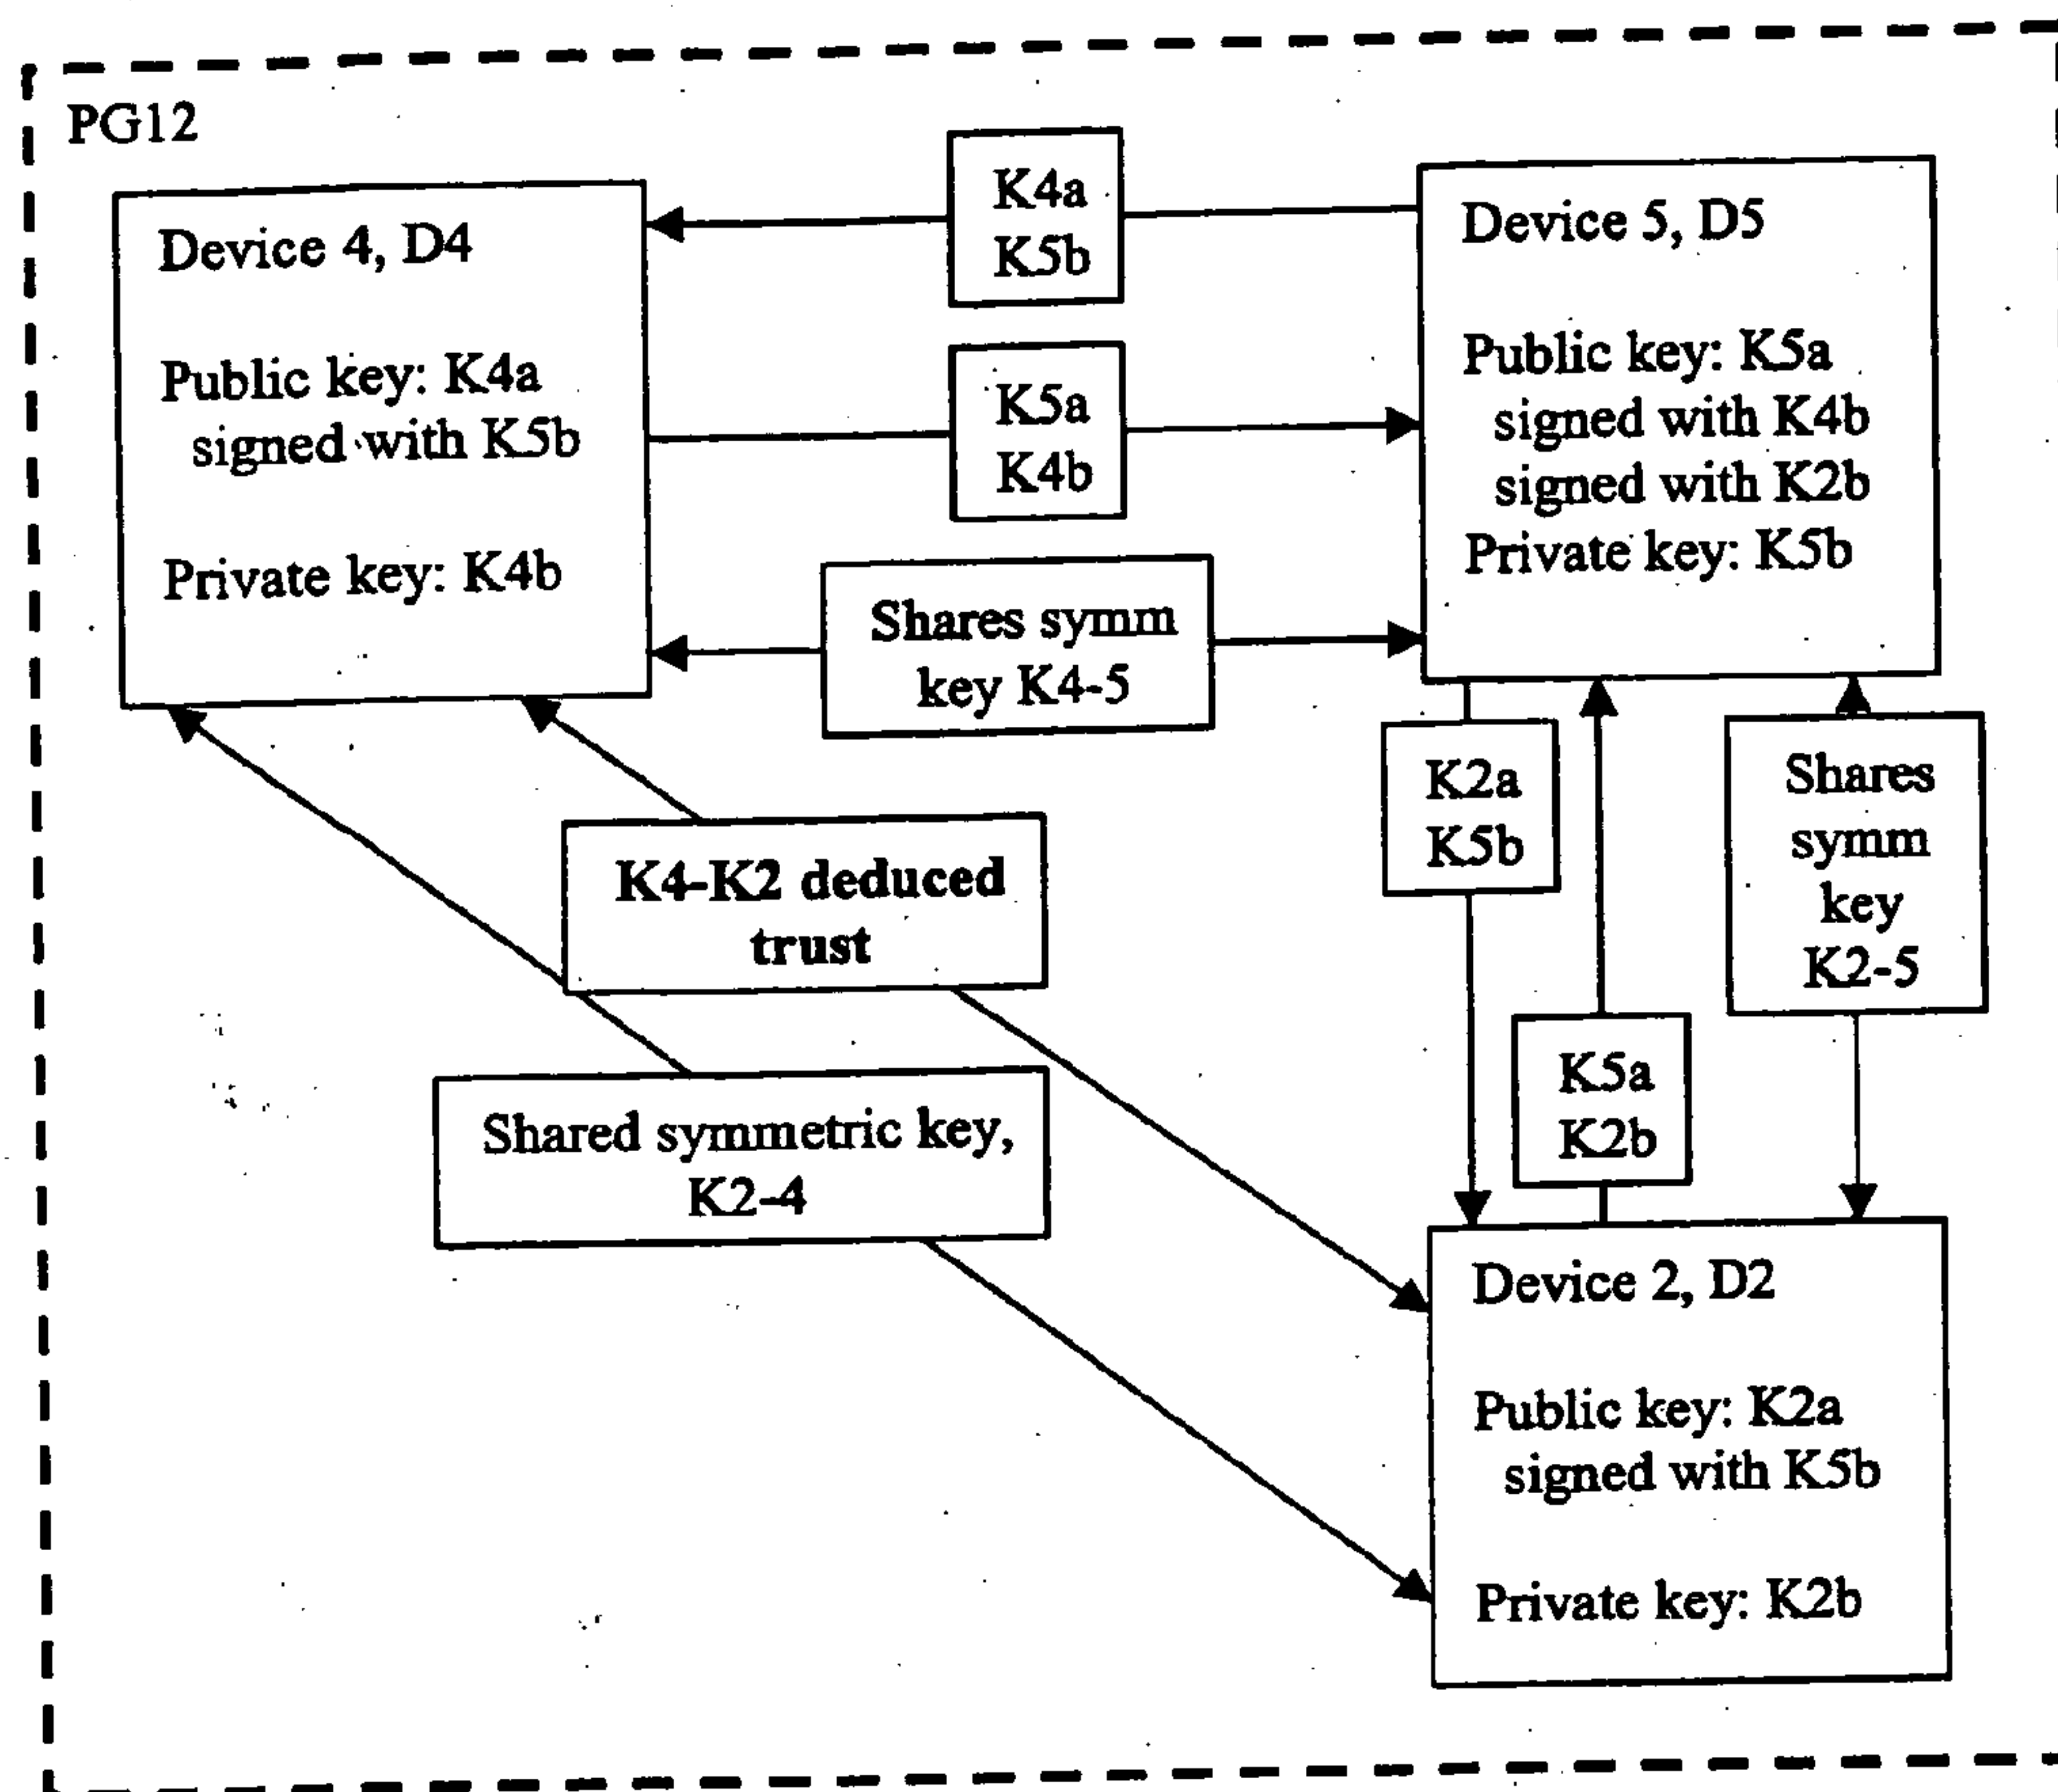 PG12
Device 4, D4
Public key: K4a
signed with K5b
Private key: K4b
K4a
K5b
K5a
K4b
Shares symm
key K4-5
Device 5, D5
Public key: K5a
signed with K4b
signed with K2b
Private key: K5b
K4-K2 deduced
trust
Shared symmetric key,
K2-4
K2a
K5b
K5a
K2b
Shares
symm
key
K2-5
Device 2, D2
Public key: K2a
signed with K5b
Private key: K2b